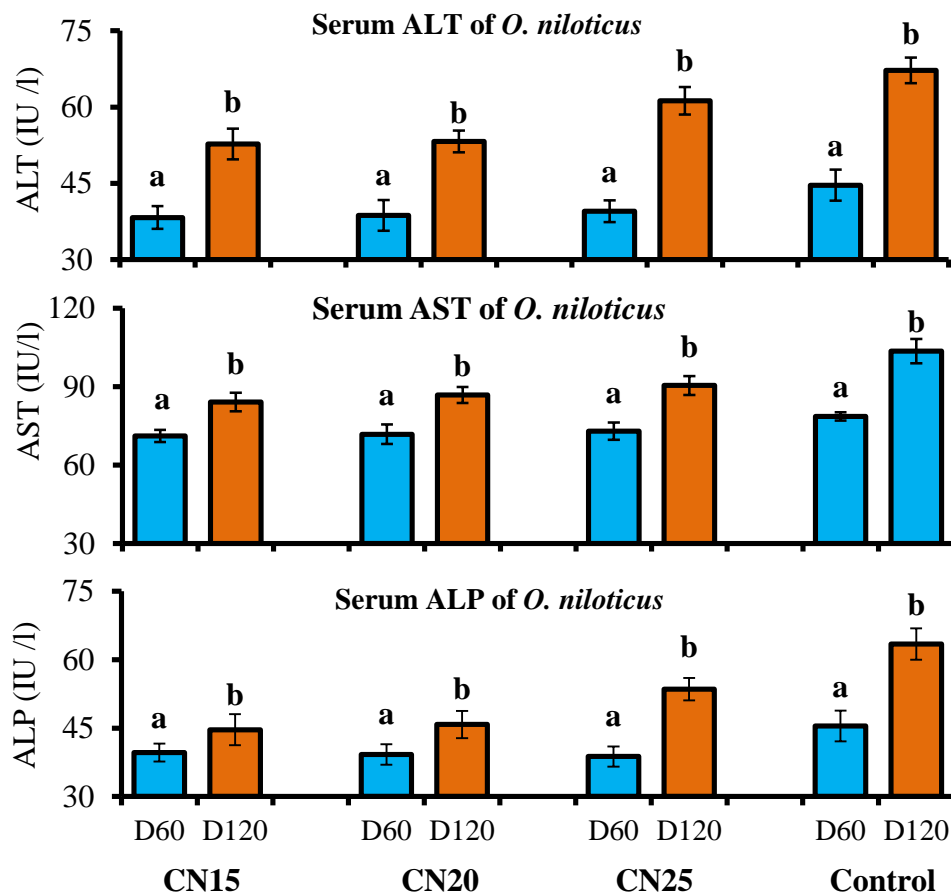 Serum ALT of O. niloticus
ALT (IU /l)
75
60
45
30
a b a b a b a b
Serum AST of O. niloticus
AST (IU/l)
120
90
60
30
a b a b a b a b
Serum ALP of O. niloticus
ALP (IU /l)
75
60
45
30
a b a b a b a b
D60 D120 D60 D120 D60 D120 D60 D120
CN15 CN20 CN25 Control